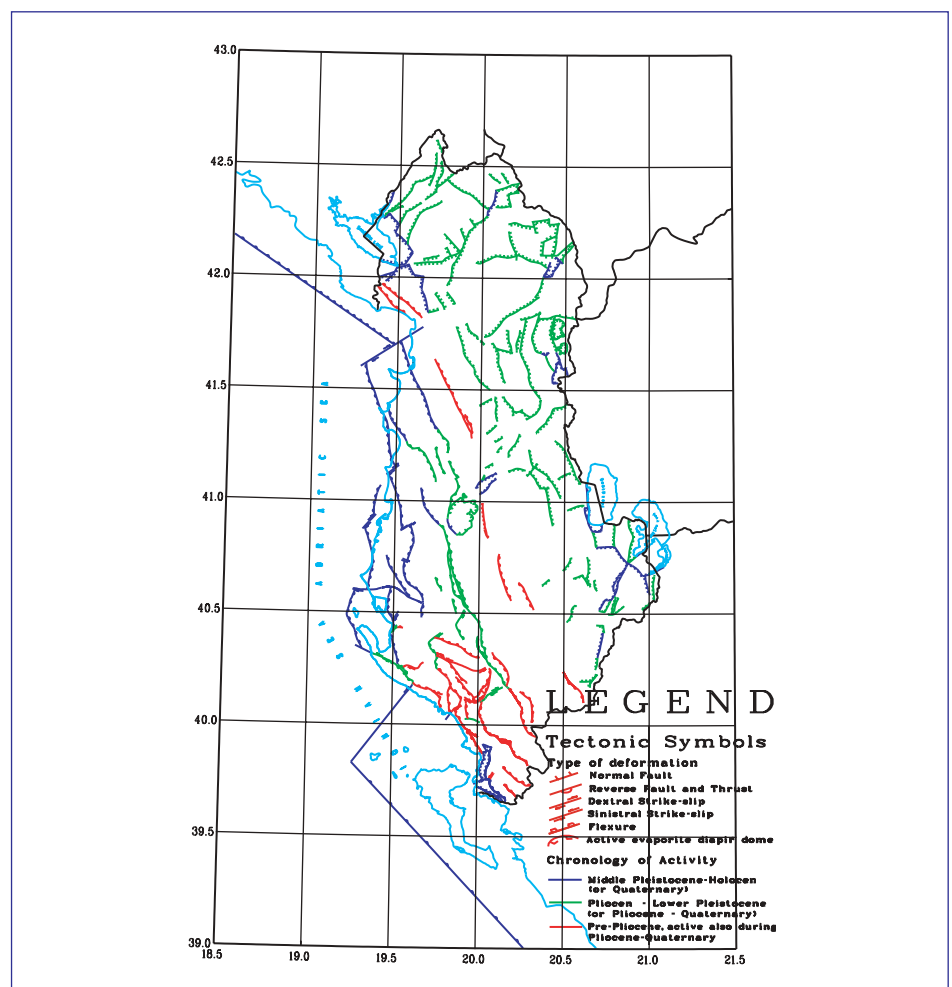 43.0
42.5
42.0
41.5
41.0
40.5
40.0
39.5
39.0
18.5
19.0
19.5
20.0
20.5
21.0
21.5
ADRIATIC SEA
LEGEND
Tectonic Symbols
Type of deformation
Normal Fault
Reverse Fault and Thrust
Dextral Strike-slip
Sinistral Strike-slip
Flexure
Active evaporite diapir dome
Chronology of Activity
Middle Pleistocene-Holocen
(or Quaternary)
Pliocen - Lower Pleistocene
(or Pliocene - Quaternary)
Pre-Pliocene, active also during
Pliocene-Quaternary